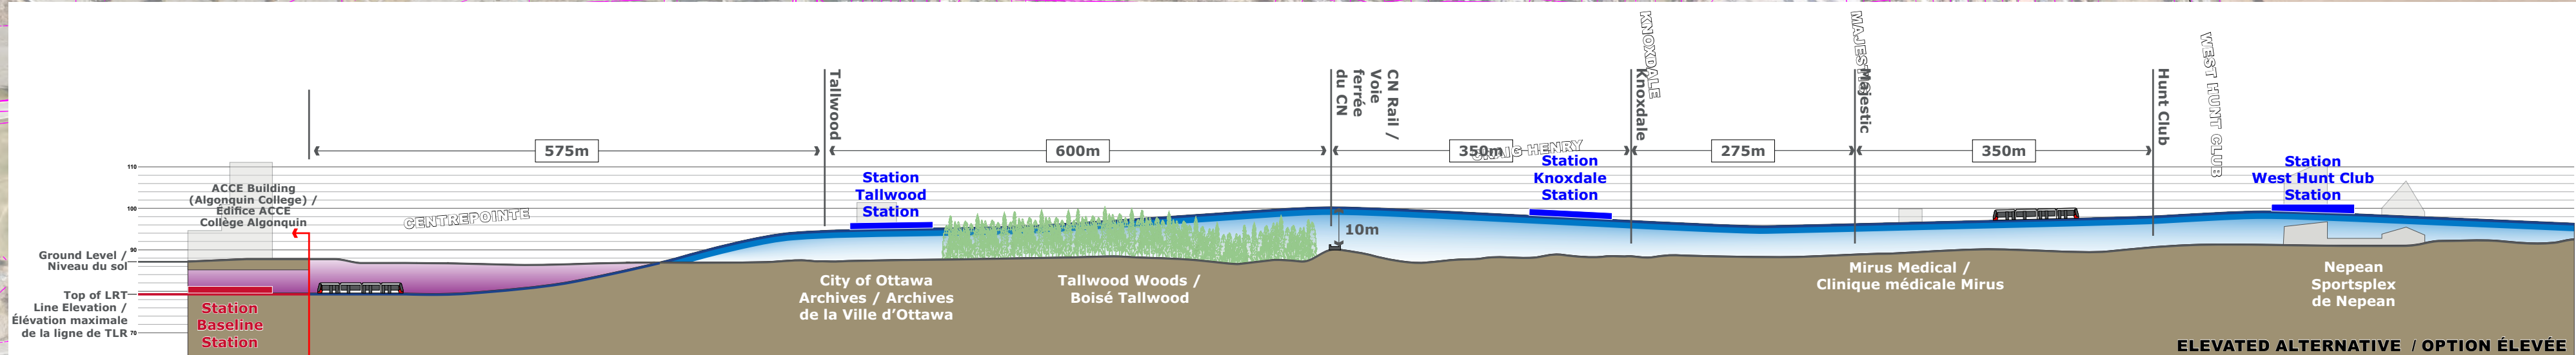 KNOXDALE
MAJESTIC
WEST HUNT CLUB
CENTREPOINTE
CRAIG HENRY
Tallwood
CN Rail /
Voie
ferrée
du CN
Knoxdale
Majestic
Hunt Club
575m
600m
350m
275m
350m
110
100
90
70
ACCE Building
(Algonquin College) /
Édifice ACCE
Collège Algonquin
Station
Tallwood
Station
Station
Knoxdale
Station
Station
West Hunt Club
Station
10m
Ground Level /
Niveau du sol
Top of LRT
Line Elevation /
Élévation maximale
de la ligne de TLR
Station
Baseline
Station
City of Ottawa
Archives / Archives
de la Ville d’Ottawa
Tallwood Woods /
Boisé Tallwood
Mirus Medical /
Clinique médicale Mirus
Nepean
Sportsplex
de Nepean
ELEVATED ALTERNATIVE / OPTION ÉLEVÉE